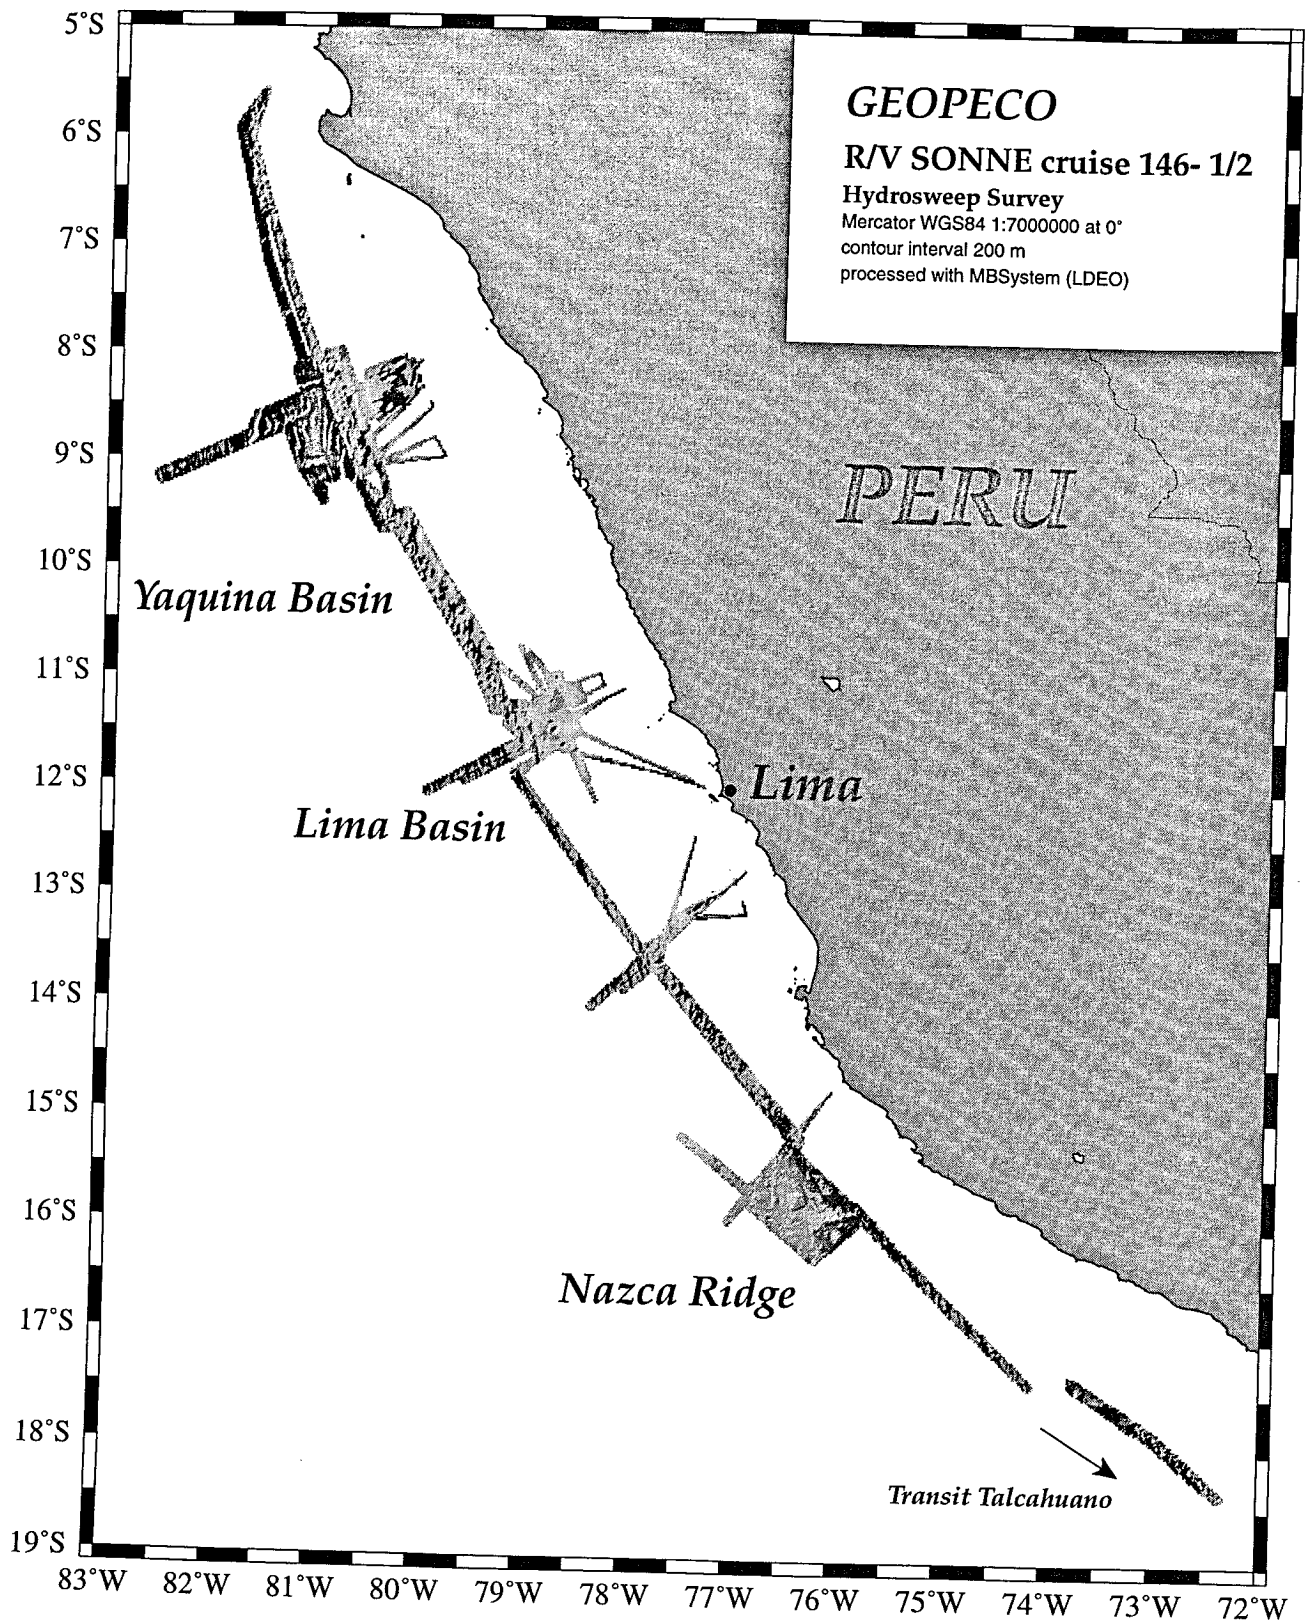 5°S
6°S
7°S
8°S
9°S
10°S
11°S
12°S
13°S
14°S
15°S
16°S
17°S
18°S
19°S
GEOPECO
R/V SONNE cruise 146- 1/2
Hydrosweep Survey
Mercator WGS84 1:7000000 at 0°
contour interval 200 m
processed with MBSystem (LDEO)
PERU
Yaquina Basin
Lima
Lima Basin
Nazca Ridge
Transit Talcahuano
83°W 82°W 81°W 80°W 79°W 78°W 77°W 76°W 75°W 74°W 73°W 72°W